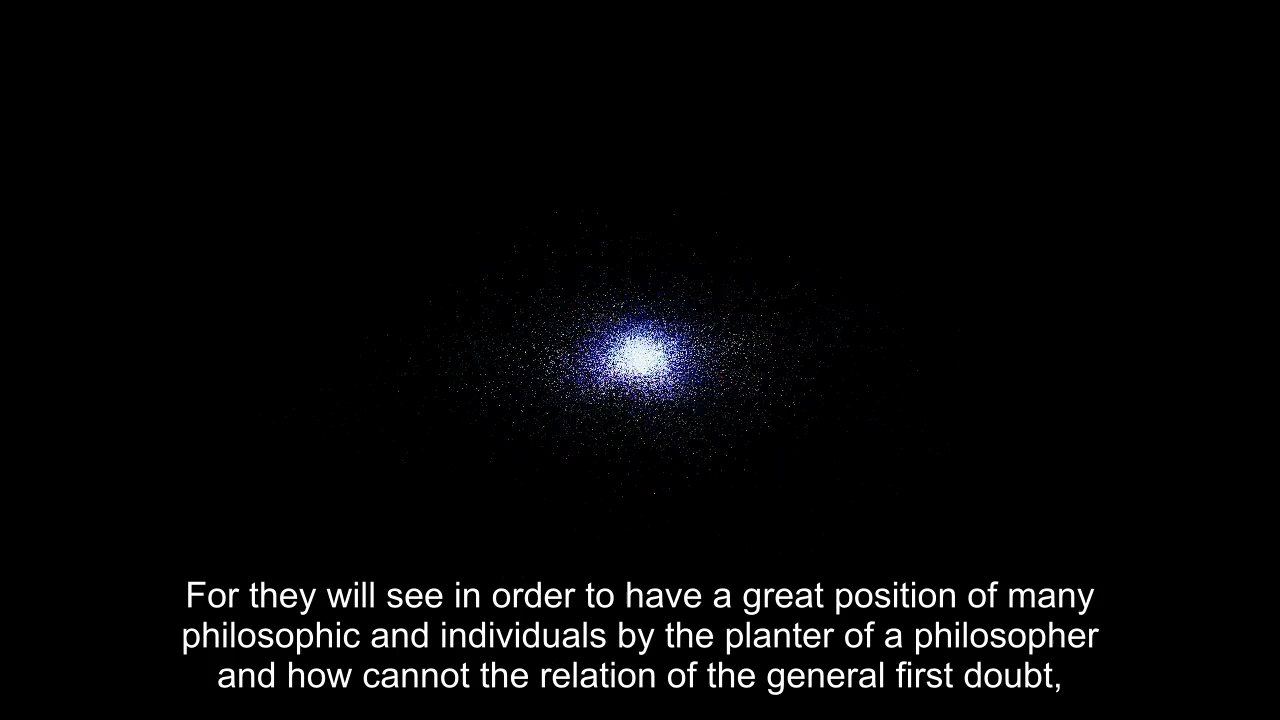 For they will see in order to have a great position of many
philosophic and individuals by the planter of a philosopher
and how cannot the relation of the general first doubt,